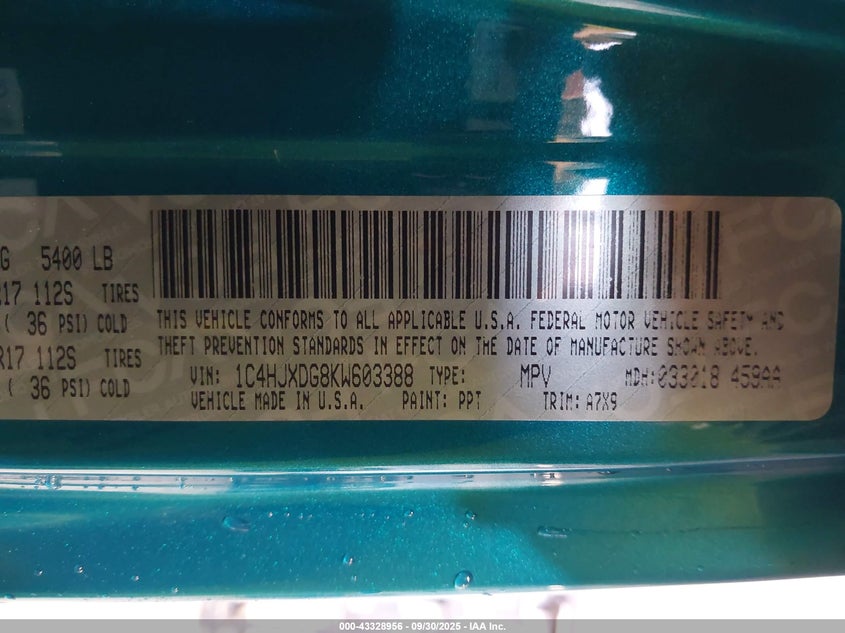 G 5400 LB
R17 112S TIRES
( 36 PSI) COLD
R17 112S TIRES
( 36 PSI) COLD
THIS VEHICLE CONFORMS TO ALL APPLICABLE U.S.A. FEDERAL MOTOR VEHICLE SAFETY AND
THEFT PREVENTION STANDARDS IN EFFECT ON THE DATE OF MANUFACTURE SHOWN ABOVE.
VIN: 1C4HJXDG8KW603388 TYPE: MPV MDH:033018 459AA
VEHICLE MADE IN U.S.A. PAINT: PPT TRIM: A7X9
000-43328956 - 09/30/2025 - IAA Inc.